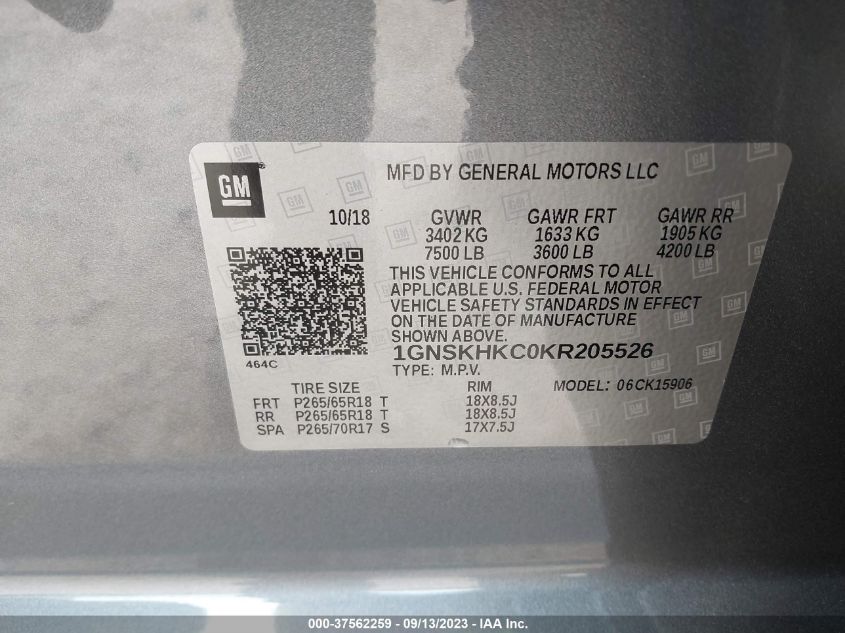 GM
MFD BY GENERAL MOTORS LLC
10/18 GVWR GAWR FRT GAWR RR
3402 KG 1633 KG 1905 KG
7500 LB 3600 LB 4200 LB
THIS VEHICLE CONFORMS TO ALL
APPLICABLE U.S. FEDERAL MOTOR
VEHICLE SAFETY STANDARDS IN EFFECT
ON THE DATE OF MANUFACTURE
SHOWN ABOVE.
1GNSKHKC0KR205526
464C
TYPE: M.P.V. MODEL: 06CK15906
TIRE SIZE RIM
FRT P265/65R18 T 18X8.5J
RR P265/65R18 T 18X8.5J
SPA P265/70R17 S 17X7.5J
000-37562259 - 09/13/2023 - IAA Inc.